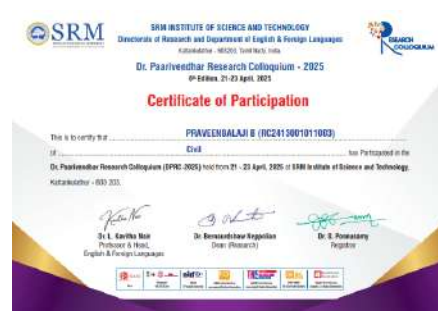 SRM
SRM INSTITUTE OF SCIENCE AND TECHNOLOGY
Directorate of Research and Department of English & Foreign Languages
Kattankulathur - 603203, Tamil Nadu, India
RESEARCH
COLLOQUIUM
Dr. Paarivendhar Research Colloquium - 2025
6th Edition, 21-23 April, 2025
Certificate of Participation
This is to certify that PRAVEENBALAJI B (RC2413001011003)
of Civil has Participated in the
Dr. Paarivendhar Research Colloquium (DPRC-2025) held from 21 - 23 April, 2025 at SRM Institute of Science and Technology,
Kattankulathur - 603 203.
Dr. L. Kavitha Nair
Professor & Head,
English & Foreign Languages
Dr. Bernaurdshaw Neppolian
Dean (Research)
Dr. S. Ponnusamy
Registrar